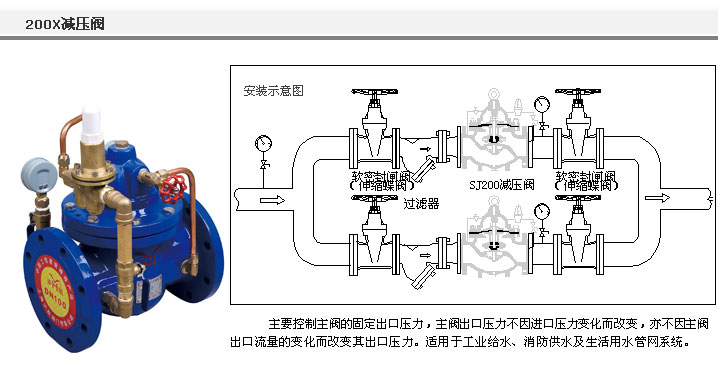 200X减压阀
安装示意图
软密封闸阀
(伸缩蝶阀)
SJ200减压阀
软密封闸阀
(伸缩蝶阀)
过滤器
DN100
主要控制主阀的固定出口压力，主阀出口压力不因进口压力变化而改变，亦不因主阀
出口流量的变化而改变其出口压力。适用于工业给水、消防供水及生活用水管网系统。